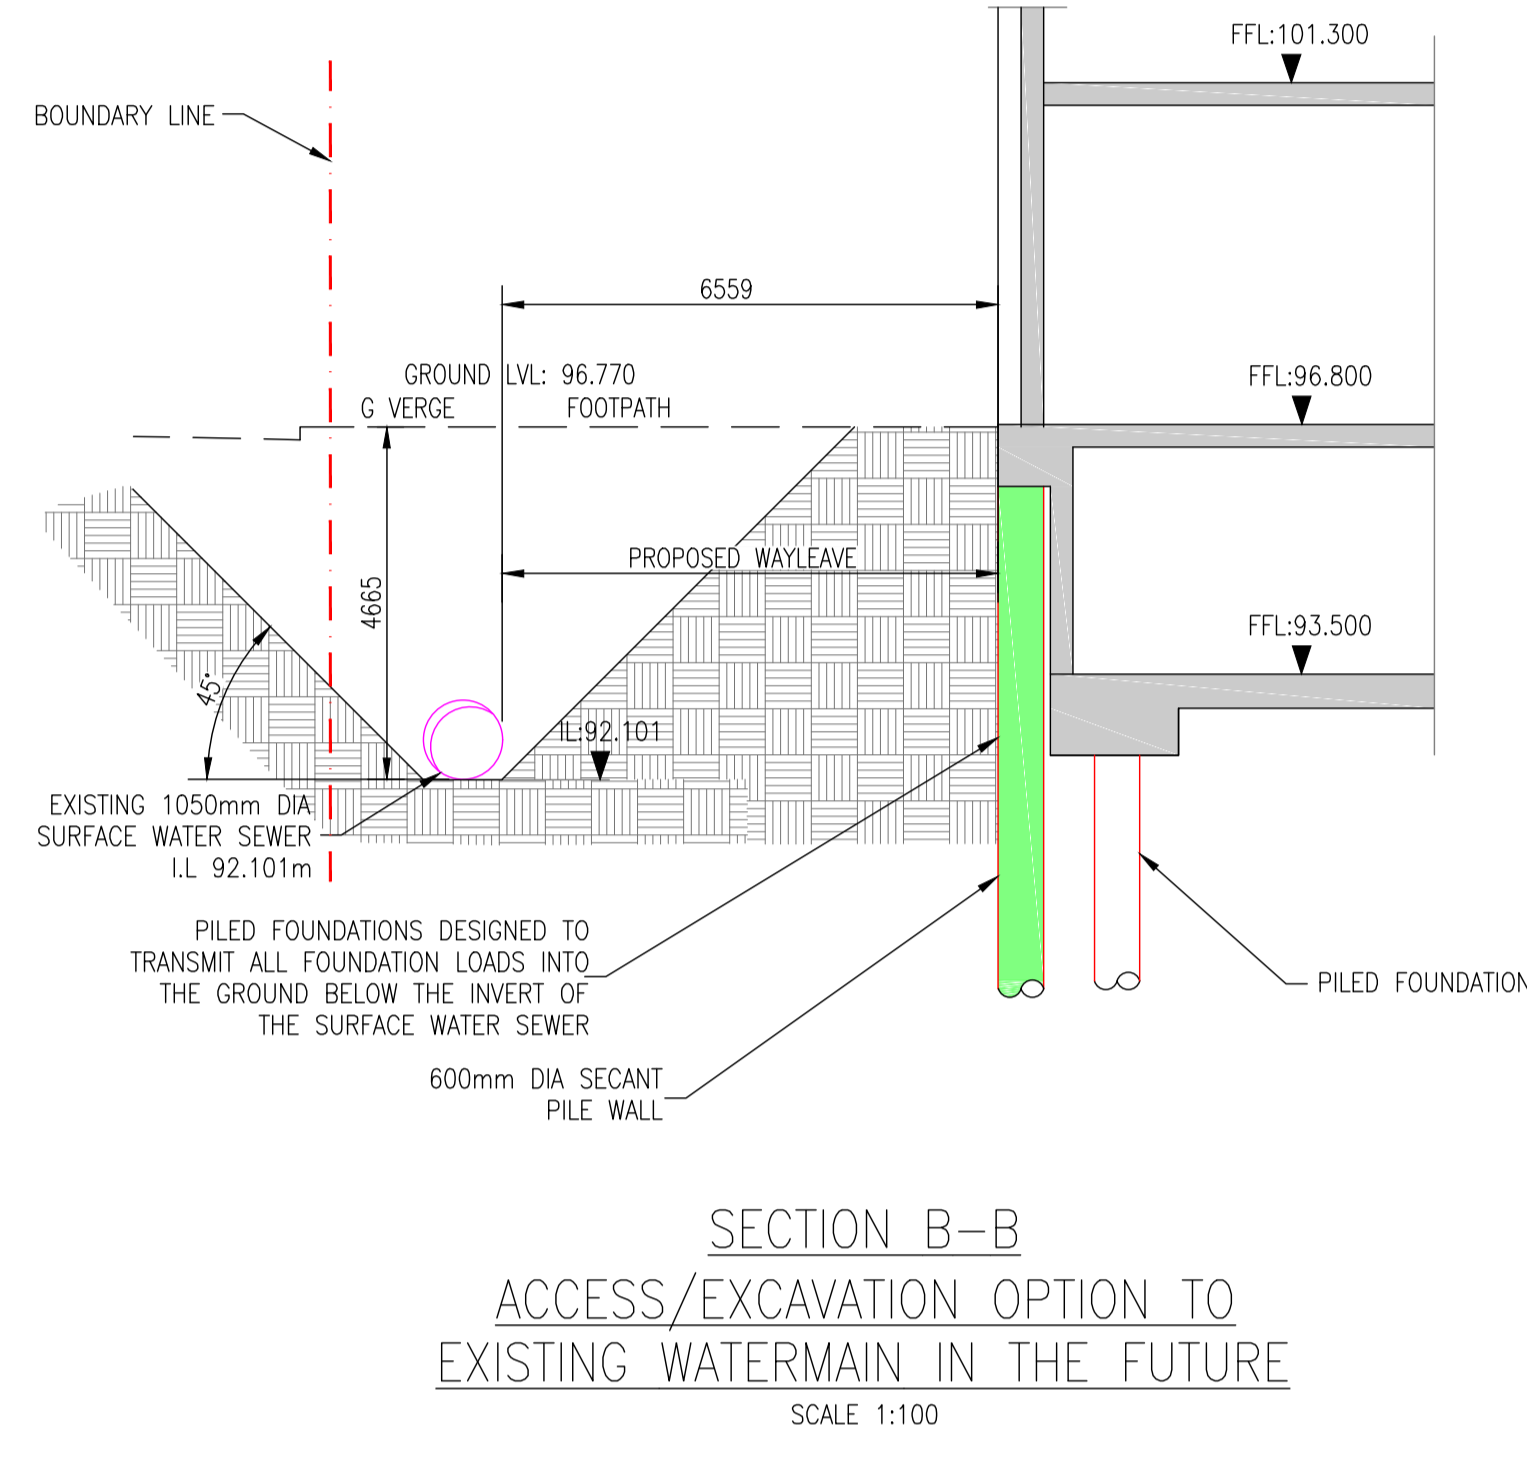 FFL:101.300
BOUNDARY LINE
6559
GROUND LVL: 96.770
G VERGE
FOOTPATH
FFL:96.800
PROPOSED WAYLEAVE
4665
FFL:93.500
45°
IL:92.101
EXISTING 1050mm DIA
SURFACE WATER SEWER
I.L 92.101m
PILED FOUNDATIONS DESIGNED TO
TRANSMIT ALL FOUNDATION LOADS INTO
THE GROUND BELOW THE INVERT OF
THE SURFACE WATER SEWER
PILED FOUNDATION
600mm DIA SECANT
PILE WALL
SECTION B-B
ACCESS/EXCAVATION OPTION TO
EXISTING WATERMAIN IN THE FUTURE
SCALE 1:100